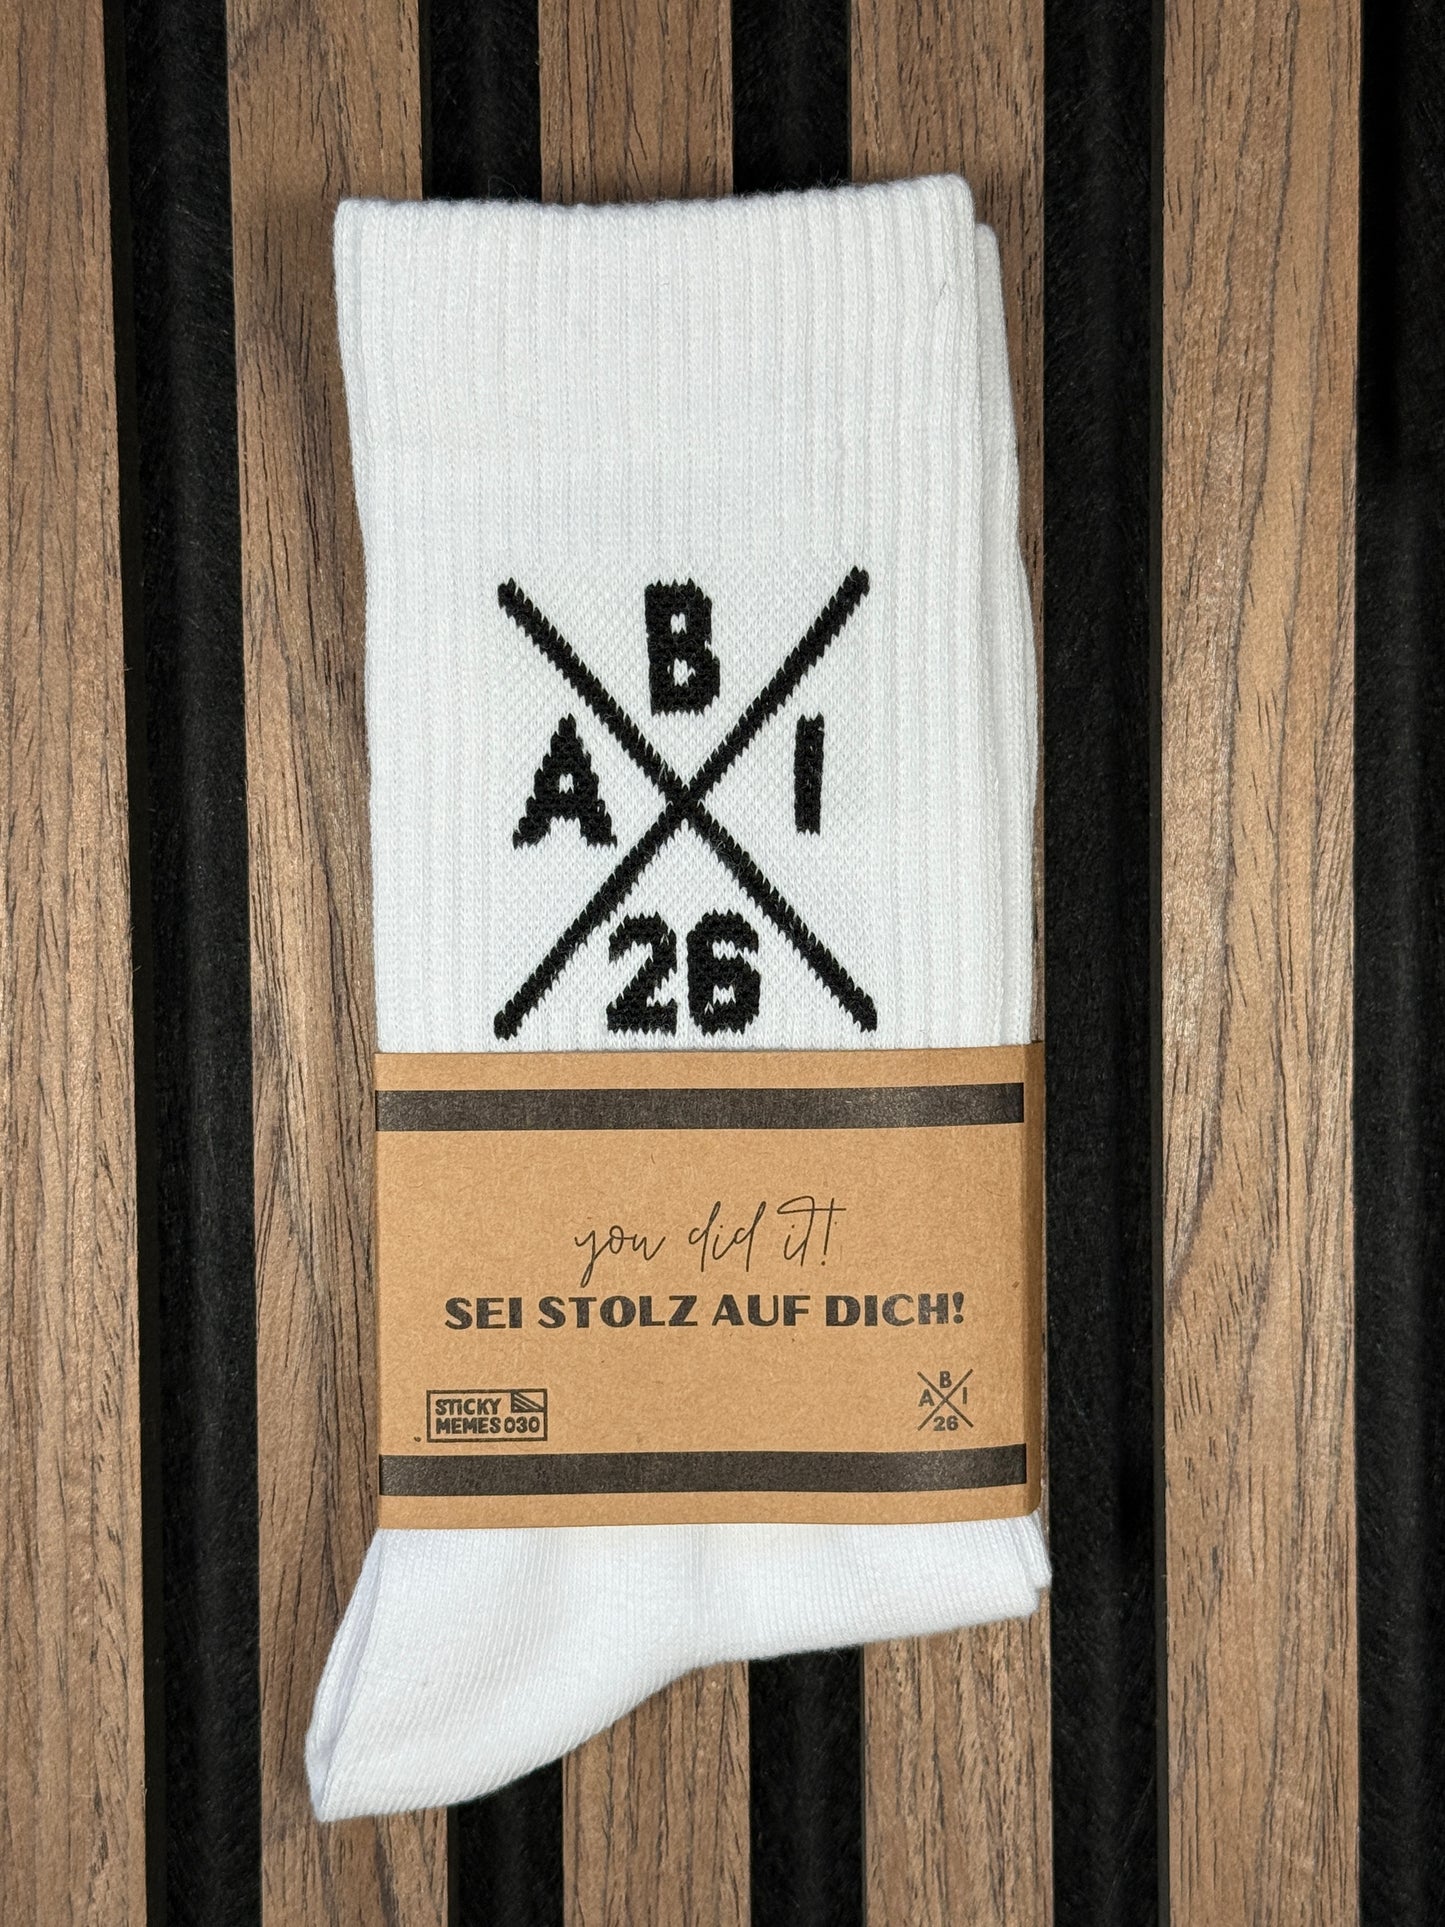 B
A I
26
you did it!
SEI STOLZ AUF DICH!
STICKY
MEMES 030
B
A I
26